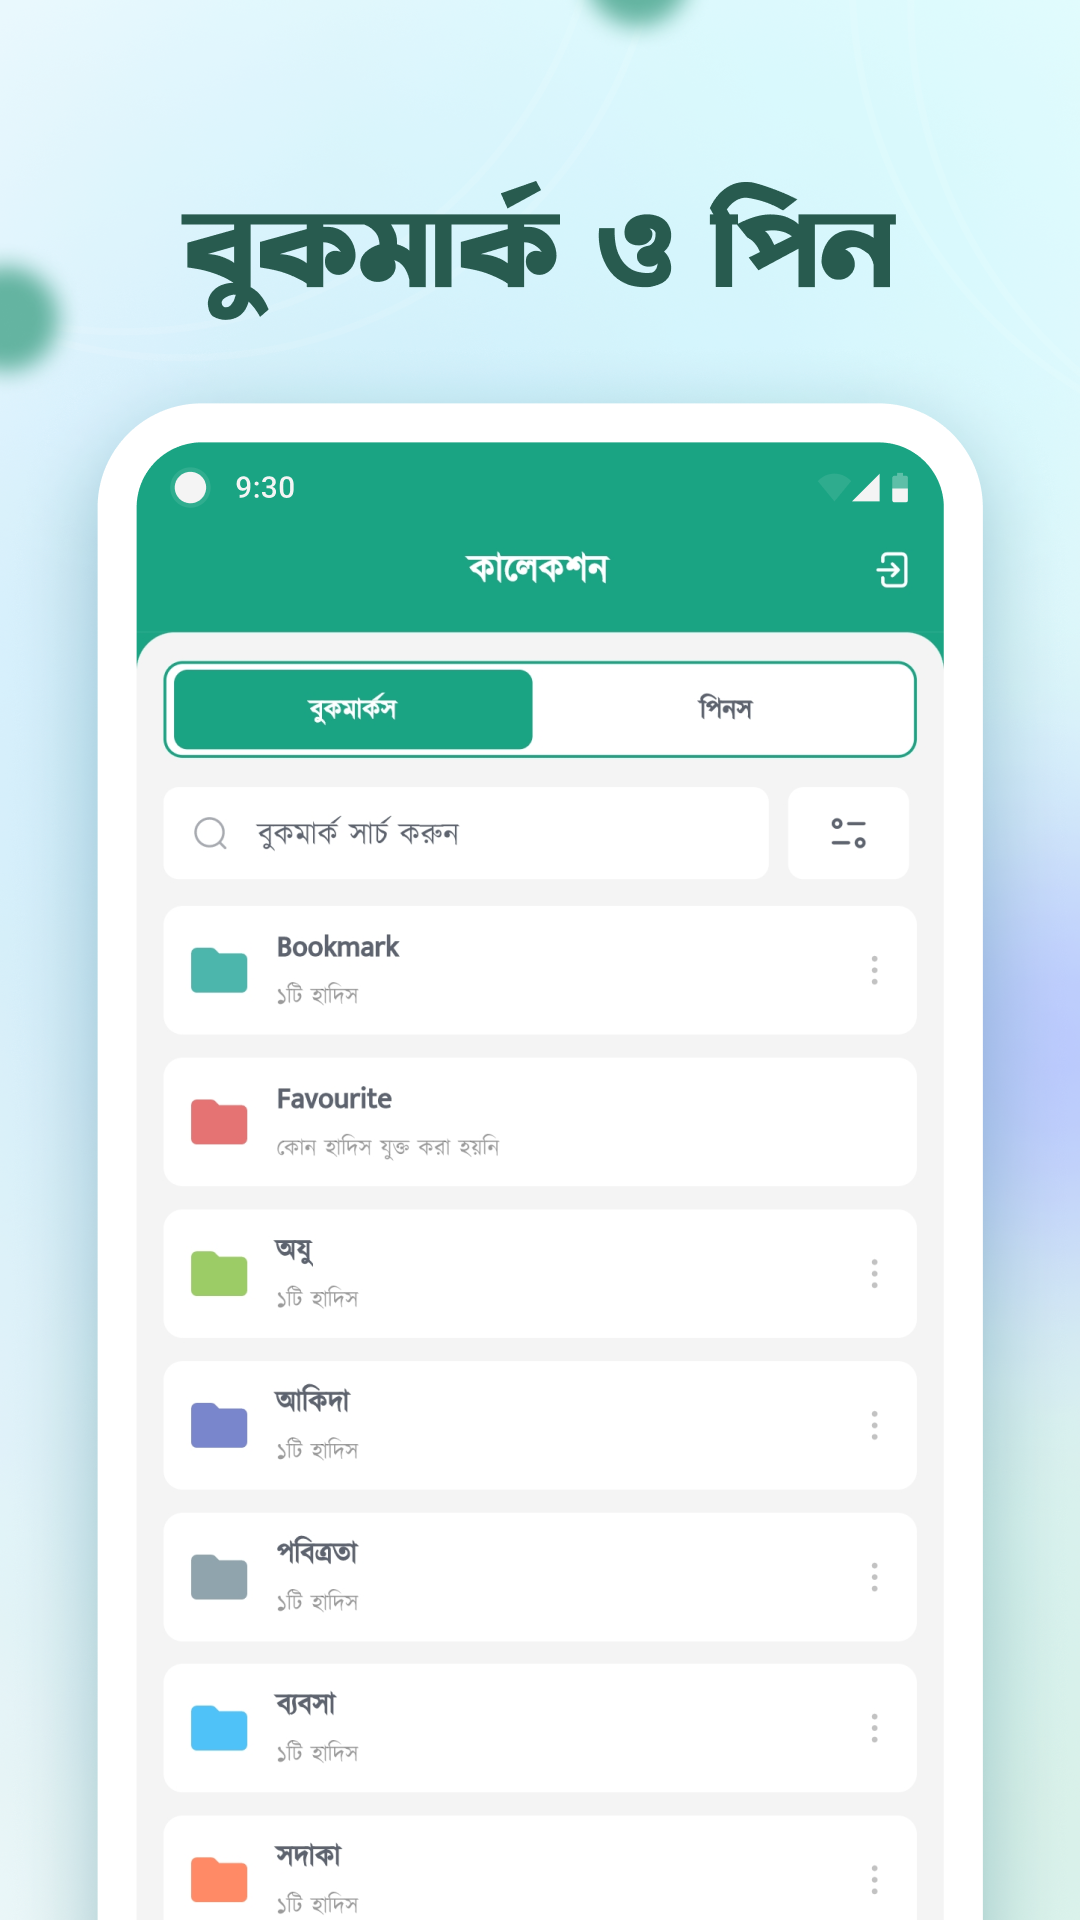 বুকমার্ক ও পিন
9:30
কালেকশন
বুকমার্কস
পিনস
বুকমার্ক সার্চ করুন
Bookmark
১টি হাদিস
Favourite
কোন হাদিস যুক্ত করা হয়নি
অযু
১টি হাদিস
আকিদা
১টি হাদিস
পবিত্রতা
১টি হাদিস
ব্যবসা
১টি হাদিস
সদাকা
১টি হাদিস